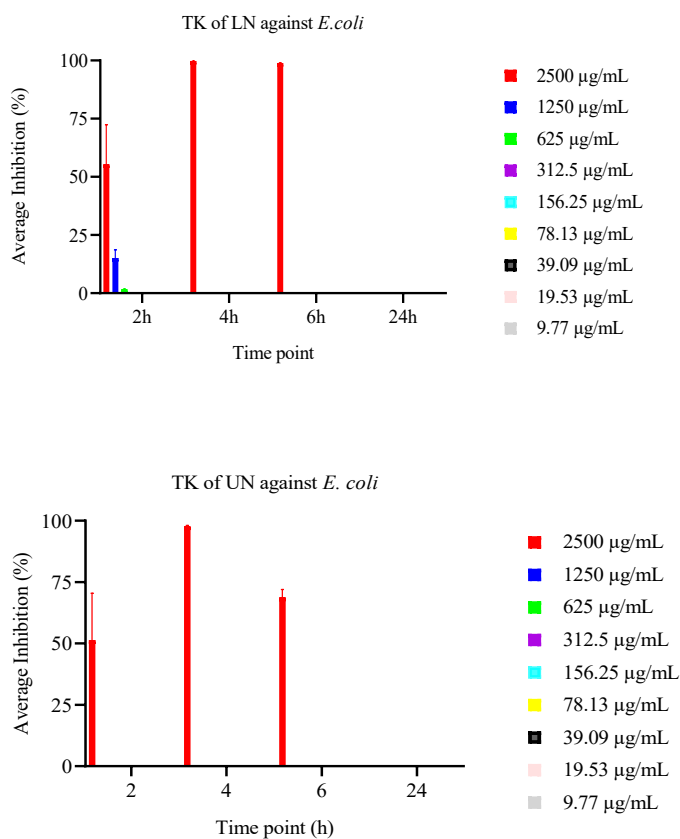 TK of LN against E.coli
100
75
50
25
0
Average Inhibition (%)
2h 4h 6h 24h
Time point
2500 µg/mL
1250 µg/mL
625 µg/mL
312.5 µg/mL
156.25 µg/mL
78.13 µg/mL
39.09 µg/mL
19.53 µg/mL
9.77 µg/mL
TK of UN against E. coli
100
75
50
25
0
Average Inhibition (%)
2 4 6 24
Time point (h)
2500 µg/mL
1250 µg/mL
625 µg/mL
312.5 µg/mL
156.25 µg/mL
78.13 µg/mL
39.09 µg/mL
19.53 µg/mL
9.77 µg/mL